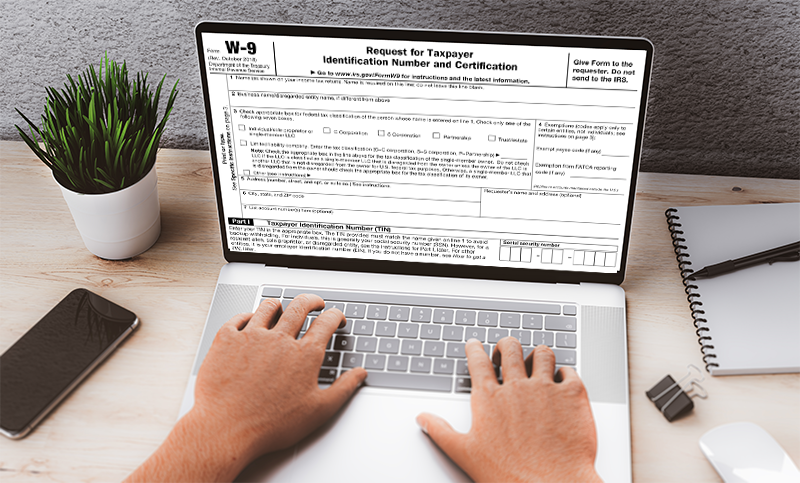 Form W-9
(Rev. October 2018)
Department of the Treasury
Internal Revenue Service
Request for Taxpayer
Identification Number and Certification
▶ Go to www.irs.gov/FormW9 for instructions and the latest information.
Give Form to the
requester. Do not
send to the IRS.
1 Name (as shown on your income tax return). Name is required on this line; do not leave this line blank.
2 Business name/disregarded entity name, if different from above
3 Check appropriate box for federal tax classification of the person whose name is entered on line 1. Check only one of the
following seven boxes.
Individual/sole proprietor or
single-member LLC
C Corporation
S Corporation
Partnership
Trust/estate
Limited liability company. Enter the tax classification (C=C corporation, S=S corporation, P=Partnership) ▶
Note: Check the appropriate box in the line above for the tax classification of the single-member owner. Do not check
LLC if the LLC is classified as a single-member LLC that is disregarded from the owner unless the owner of the LLC is
another LLC that is not disregarded from the owner for U.S. federal tax purposes. Otherwise, a single-member LLC that
is disregarded from the owner should check the appropriate box for the tax classification of its owner.
Other (see instructions) ▶
4 Exemptions (codes apply only to
certain entities, not individuals; see
instructions on page 3):
Exempt payee code (if any)
Exemption from FATCA reporting
code (if any)
5 Address (number, street, and apt. or suite no.) See instructions.
Requester's name and address (optional)
6 City, state, and ZIP code
7 List account number(s) here (optional)
Print or type.
See Specific Instructions on page 3.
Part I Taxpayer Identification Number (TIN)
Enter your TIN in the appropriate box. The TIN provided must match the name given on line 1 to avoid
backup withholding. For individuals, this is generally your social security number (SSN). However, for a
resident alien, sole proprietor, or disregarded entity, see the instructions for Part I, later. For other
entities, it is your employer identification number (EIN). If you do not have a number, see How to get a
TIN, later.
Social security number